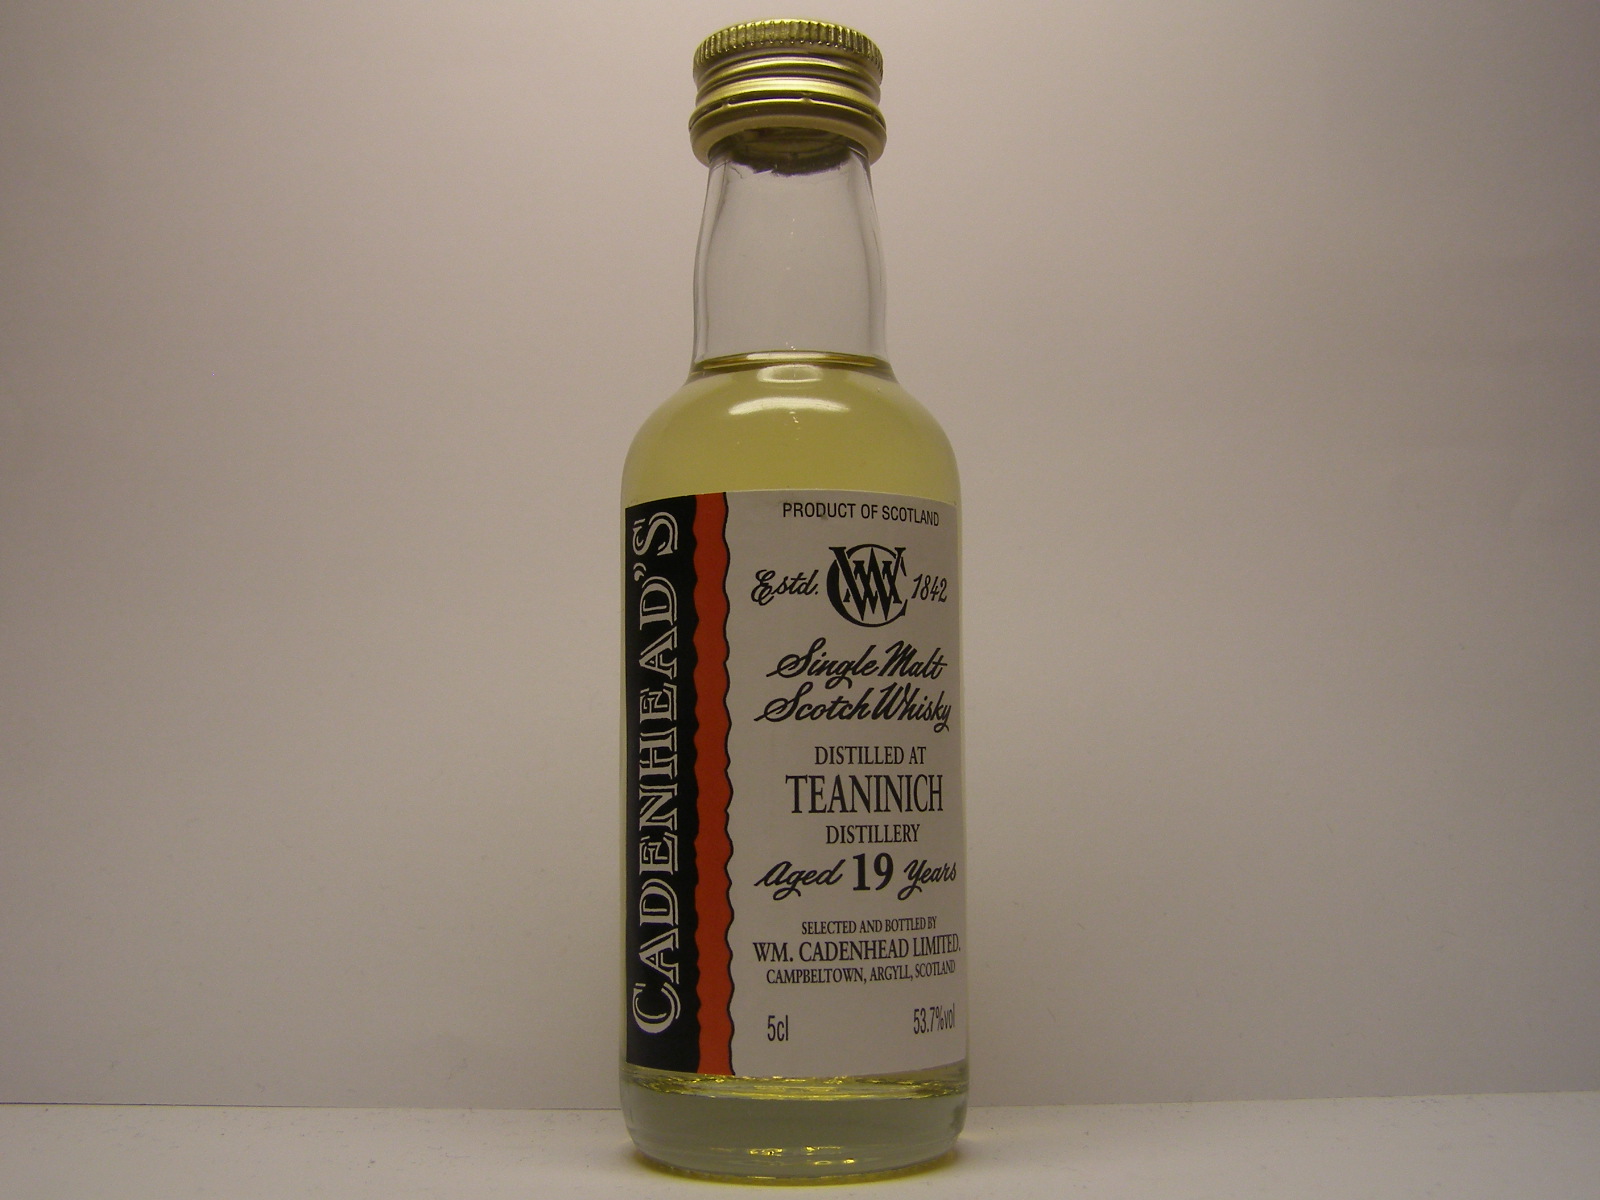 CADENHEAD'S
PRODUCT OF SCOTLAND
Estd. WC 1842
Single Malt
Scotch Whisky
DISTILLED AT
TEANINICH
DISTILLERY
Aged 19 Years
SELECTED AND BOTTLED BY
WM. CADENHEAD LIMITED.
CAMPBELTOWN, ARGYLL, SCOTLAND
5cl 53.7%vol